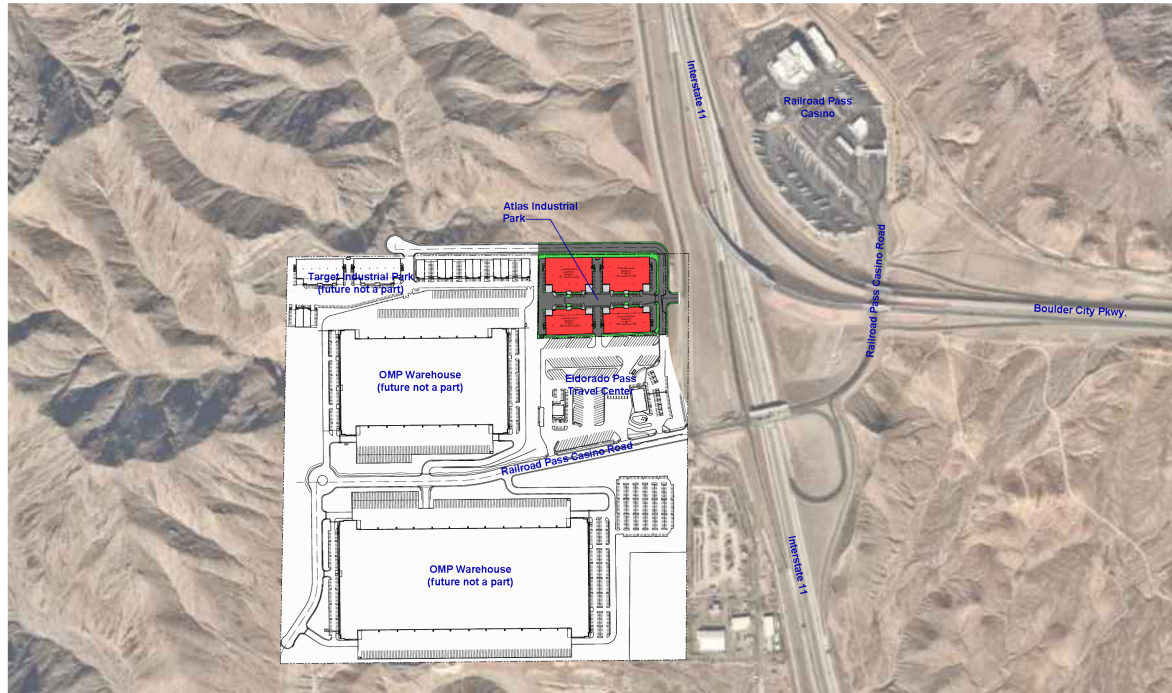 Interstate 11
Railroad Pass
Casino
Atlas Industrial
Park
Railroad Pass Casino Road
Target Industrial Park
(future not a part)
Boulder City Pkwy.
OMP Warehouse
(future not a part)
Eldorado Pass
Travel Center
Railroad Pass Casino Road
OMP Warehouse
(future not a part)
Interstate 11